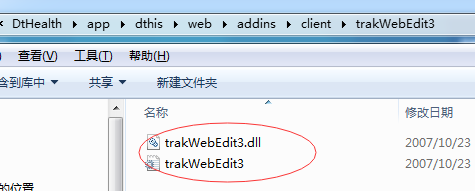 DtHealth ▸ app ▸ dthis ▸ web ▸ addins ▸ client ▸ trakWebEdit3 ▸
查看(V) 工具(T) 帮助(H)
含到库中 ▼ 共享 ▼ 新建文件夹
名称 修改日期
trakWebEdit3.dll 2007/10/23
trakWebEdit3 2007/10/23
的位置